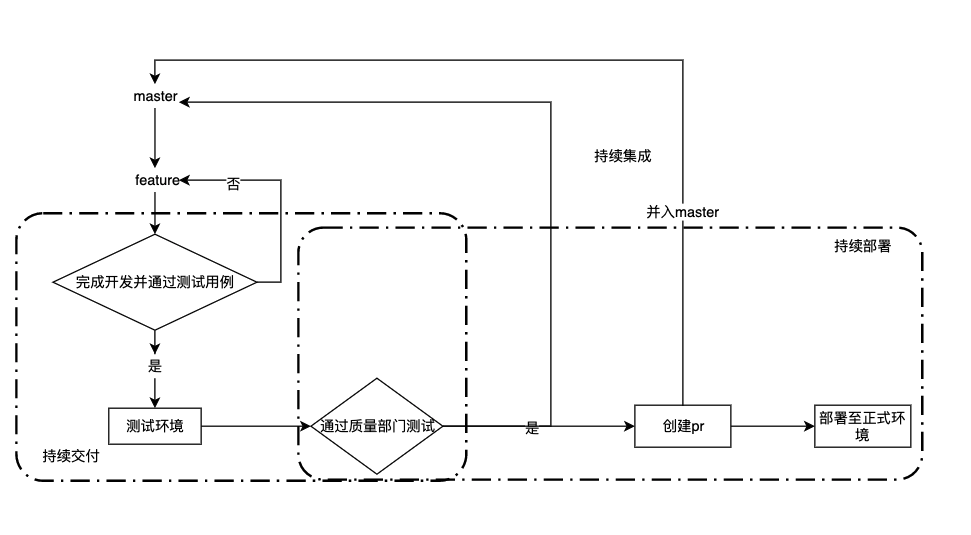 master
持续集成
feature
否
并入master
持续部署
完成开发并通过测试用例
是
测试环境
通过质量部门测试
是
创建pr
部署至正式环
境
持续交付